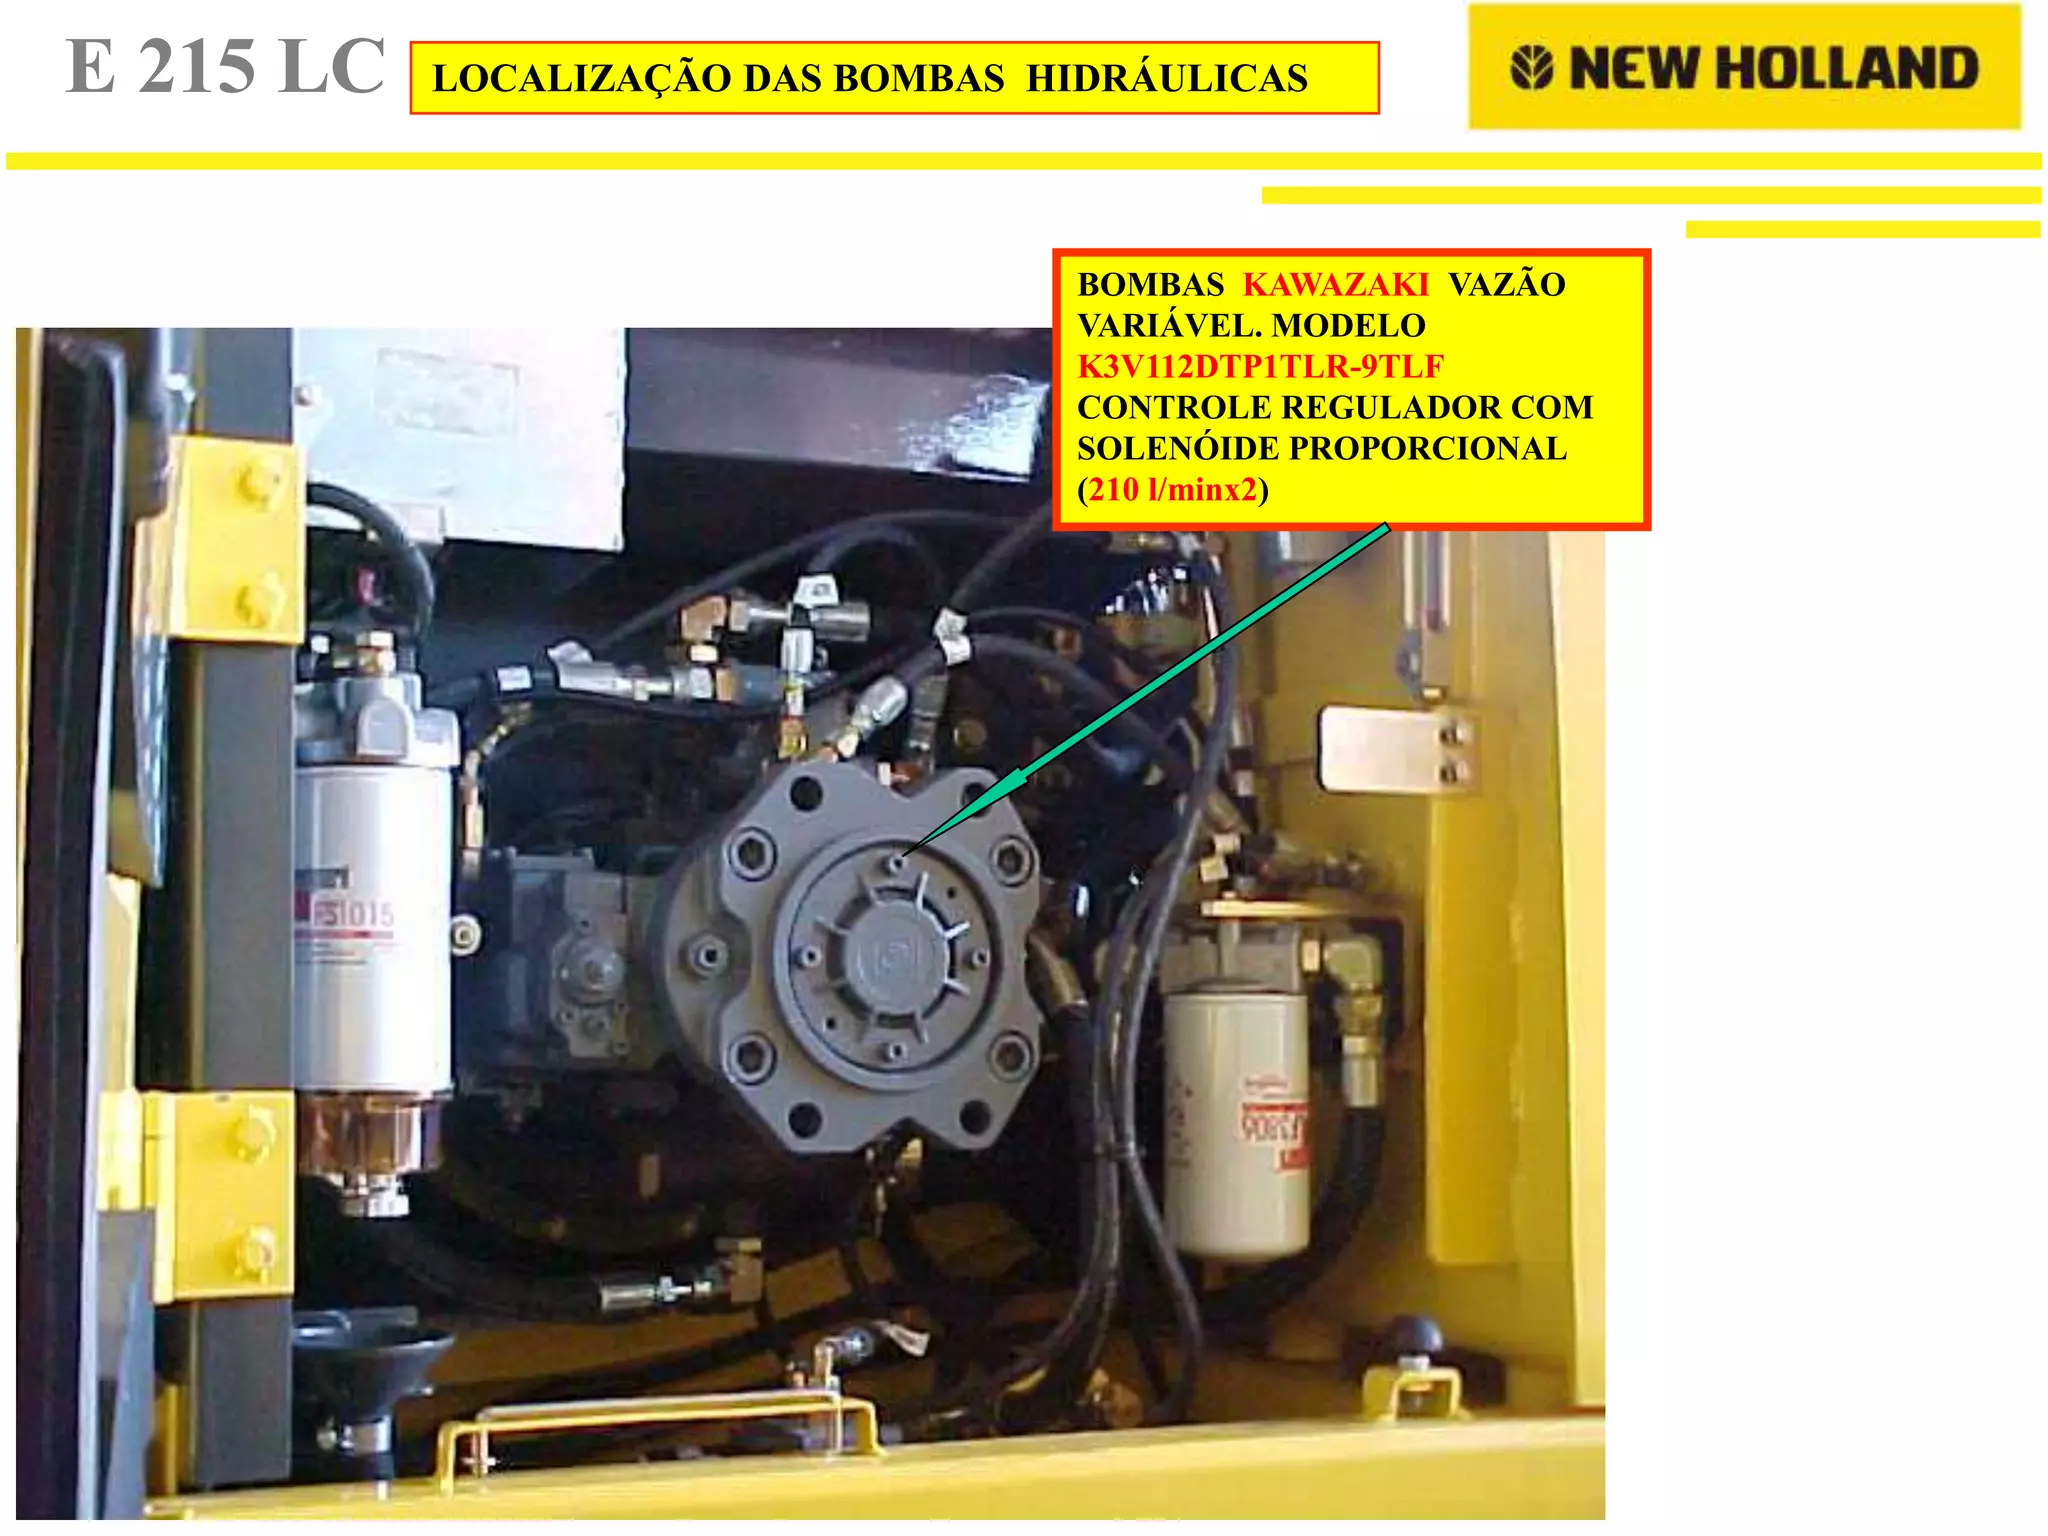 E 215 LC
LOCALIZAÇÃO DAS BOMBAS HIDRÁULICAS
NEW HOLLAND
BOMBAS KAWAZAKI VAZÃO
VARIÁVEL. MODELO
K3V112DTP1TLR-9TLF
CONTROLE REGULADOR COM
SOLENÓIDE PROPORCIONAL
(210 l/minx2)
FS1015